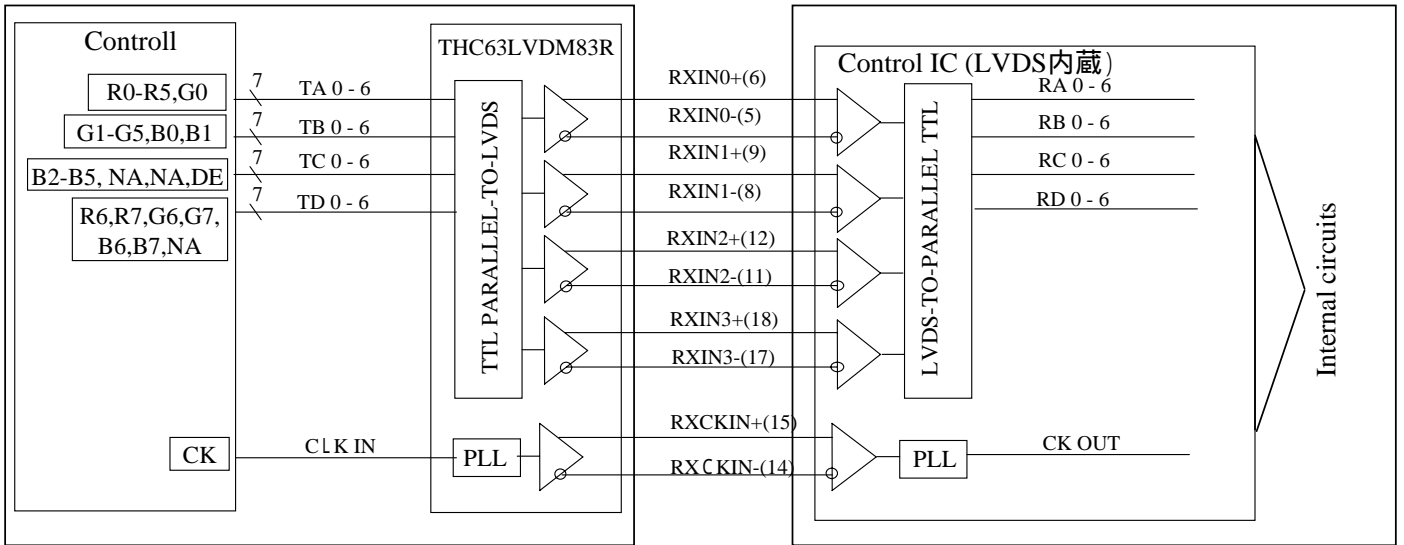 Controll
R0-R5,G0
G1-G5,B0,B1
B2-B5, NA,NA,DE
R6,R7,G6,G7,
B6,B7,NA
CK
7
TA 0 - 6
7
TB 0 - 6
7
TC 0 - 6
7
TD 0 - 6
CLK IN
THC63LVDM83R
TTL PARALLEL-TO-LVDS
PLL
RXIN0+(6)
RXIN0-(5)
RXIN1+(9)
RXIN1-(8)
RXIN2+(12)
RXIN2-(11)
RXIN3+(18)
RXIN3-(17)
RXCKIN+(15)
RXCKIN-(14)
Control IC (LVDS内蔵)
LVDS-TO-PARALLEL TTL
PLL
RA 0 - 6
RB 0 - 6
RC 0 - 6
RD 0 - 6
CK OUT
Internal circuits